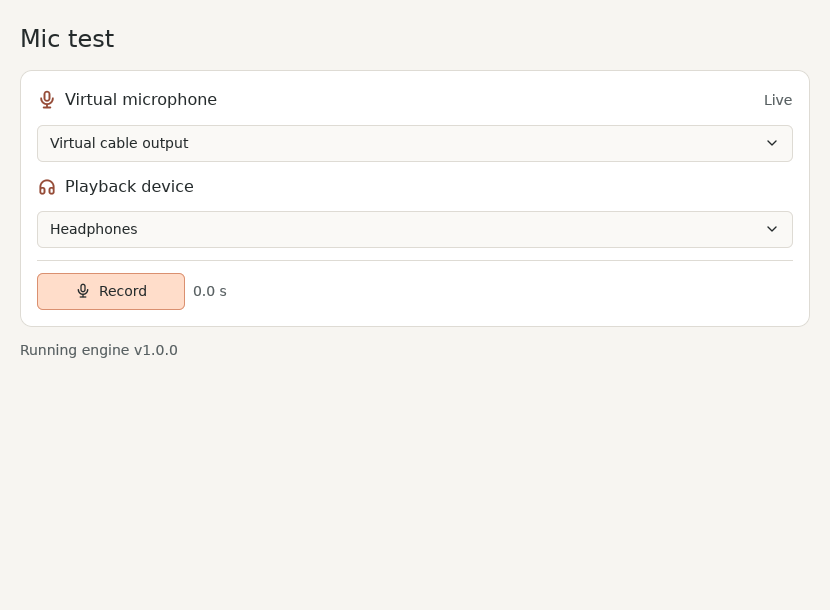 Mic test
Virtual microphone
Live
Virtual cable output
Playback device
Headphones
Record
0.0 s
Running engine v1.0.0